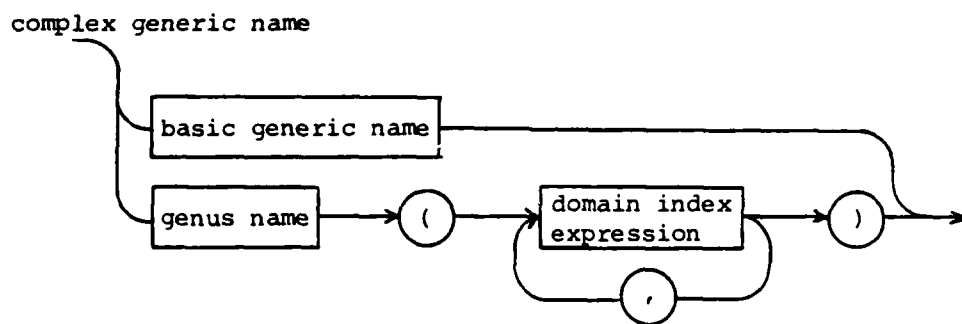 complex generic name
basic generic name
genus name
(
domain index
expression
)
,